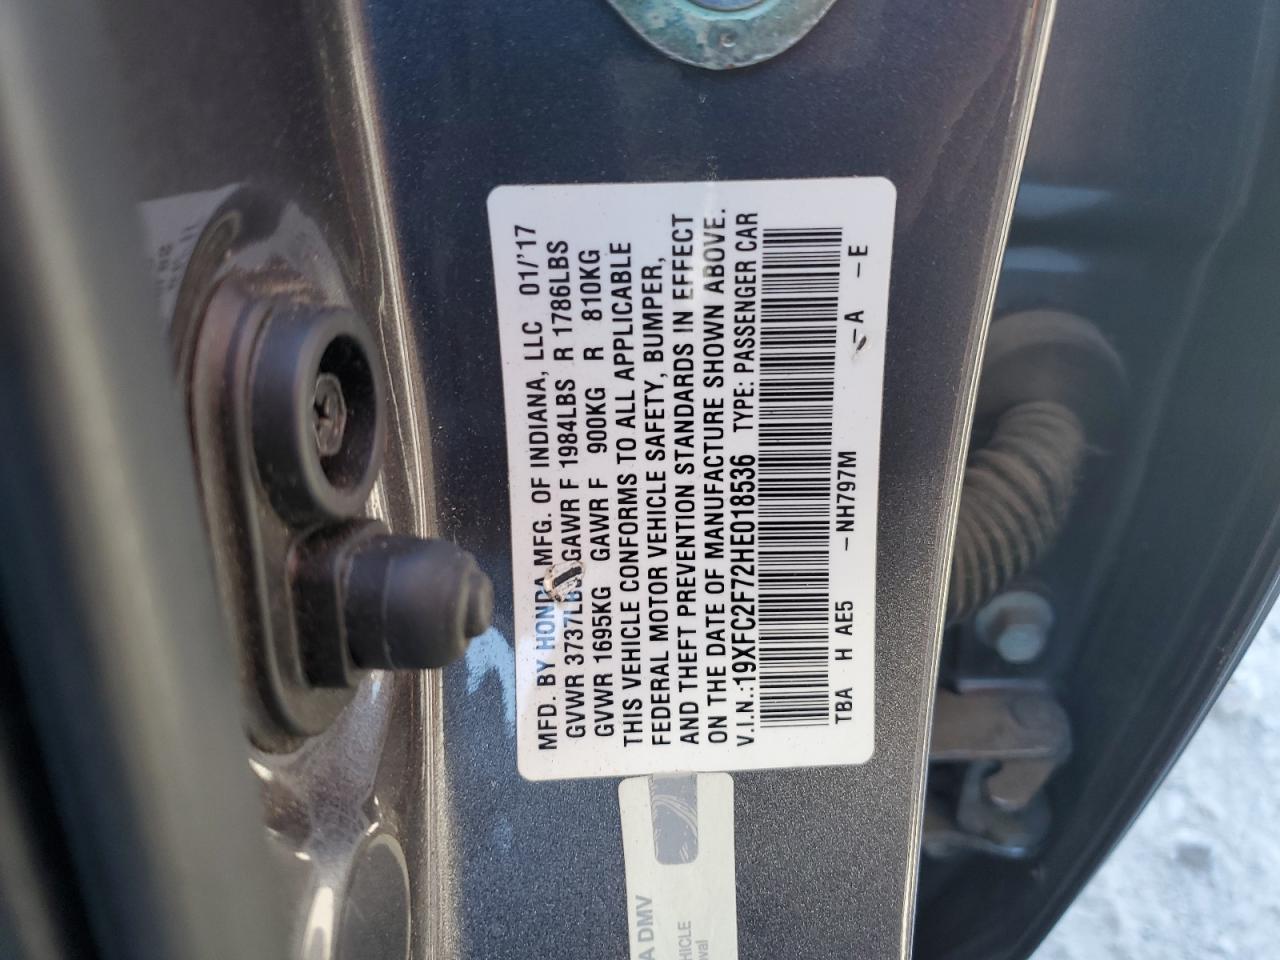 MFD. BY HONDA MFG. OF INDIANA, LLC 01/'17
GVWR 3737LBS GAWR F 1984LBS R 1786LBS
GVWR 1695KG GAWR F 900KG R 810KG
THIS VEHICLE CONFORMS TO ALL APPLICABLE
FEDERAL MOTOR VEHICLE SAFETY, BUMPER,
AND THEFT PREVENTION STANDARDS IN EFFECT
ON THE DATE OF MANUFACTURE SHOWN ABOVE.
V.I.N.:19XFC2F72HE018536 TYPE: PASSENGER CAR
TBA H AE5 -NH797M -A -E
A DMV
HICLE